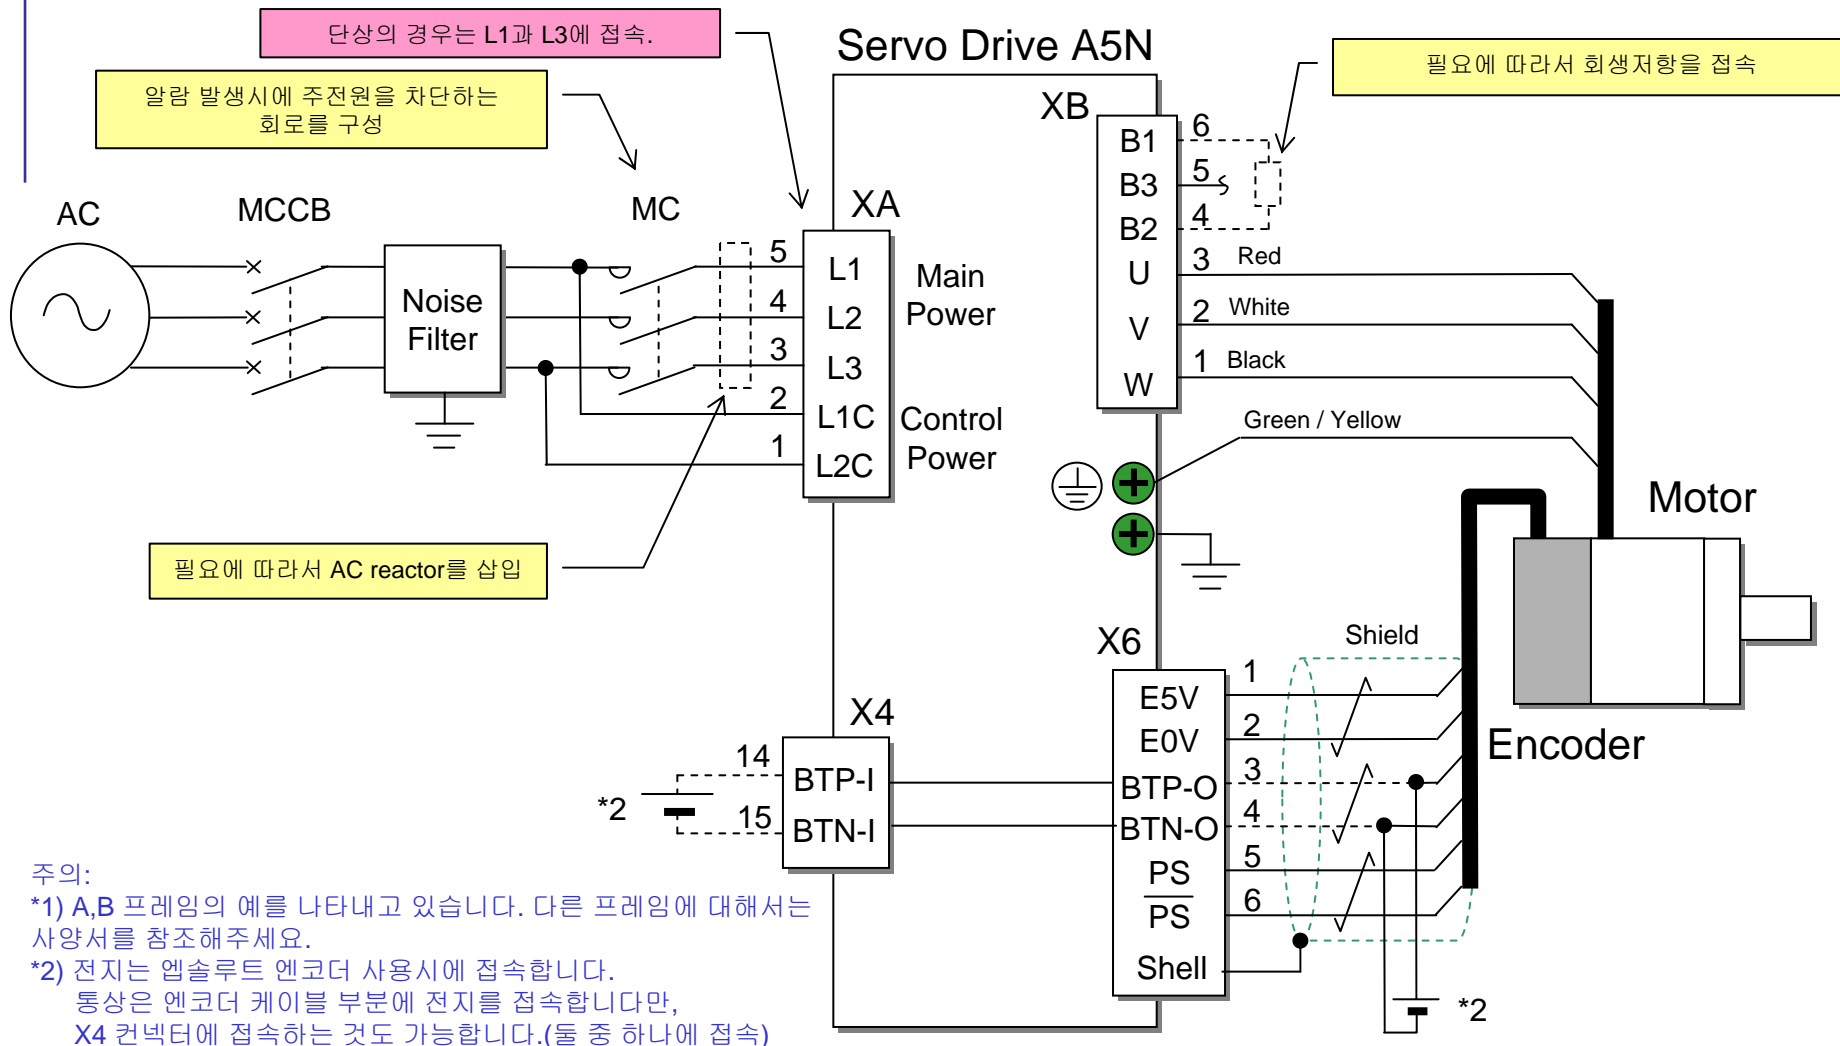 단상의 경우는 L1과 L3에 접속.
Servo Drive A5N
필요에 따라서 회생저항을 접속
알람 발생시에 주전원을 차단하는
회로를 구성
AC
MCCB
MC
XA
XB
Noise
Filter
5
L1
4
L2
3
L3
2
L1C
1
L2C
Main
Power
Control
Power
B1
6
B3
5
B2
4
U
3
Red
V
2
White
W
1
Black
Green / Yellow
Motor
필요에 따라서 AC reactor를 삽입
X6
Shield
E5V
1
E0V
2
BTP-O
3
BTN-O
4
PS
5
PS
6
Shell
Encoder
X4
14
BTP-I
15
BTN-I
*2
*2
주의:
*1) A,B 프레임의 예를 나타내고 있습니다. 다른 프레임에 대해서는
사양서를 참조해주세요.
*2) 전지는 엡솔루트 엔코더 사용시에 접속합니다.
통상은 엔코더 케이블 부분에 전지를 접속합니다만,
X4 컨넥터에 접속하는 것도 가능합니다.(둘 중 하나에 접속)